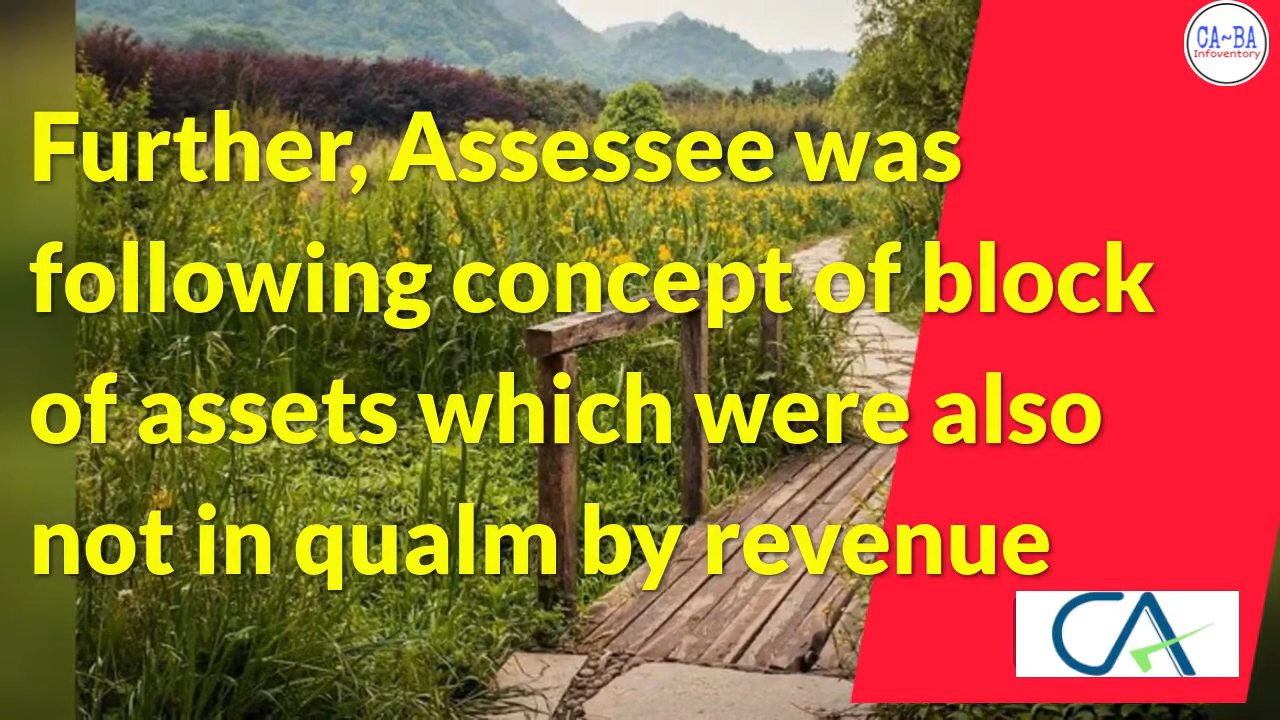 CA~BA
Infoventory
Further, Assessee was
following concept of block
of assets which were also
not in qualm by revenue
CA